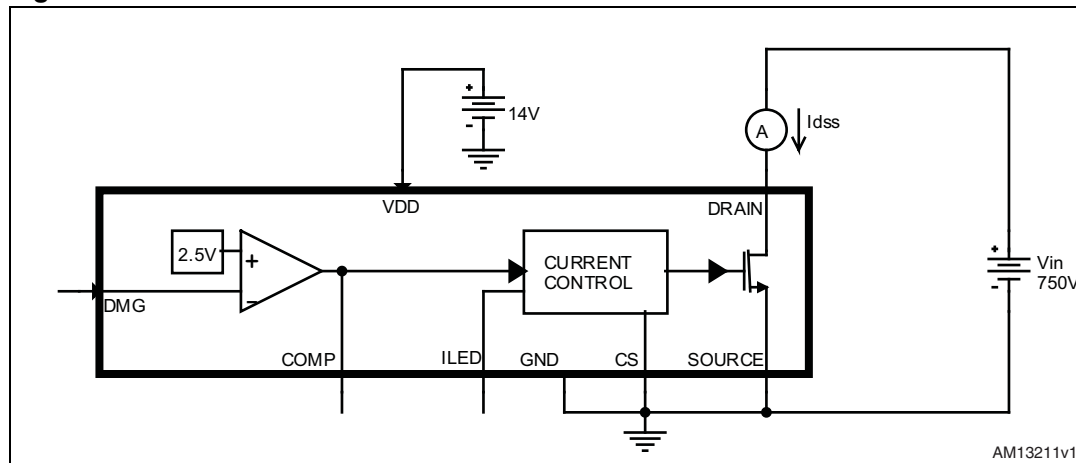 +
14V
-
A
Idss
VDD
DRAIN
2.5V
+
-
CURRENT
CONTROL
+
Vin
750V
-
DMG
COMP
ILED
GND
CS
SOURCE
AM13211v1